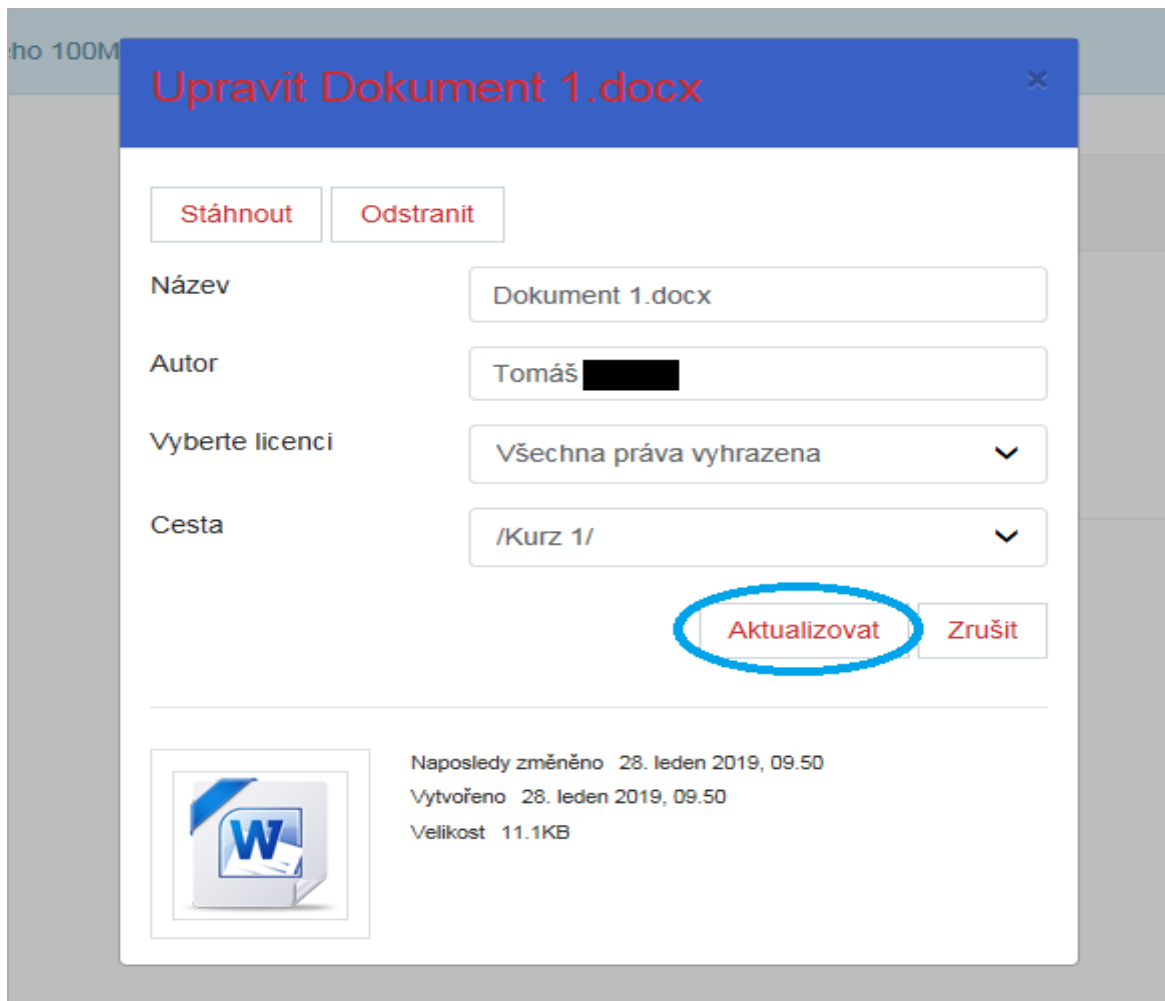 ho 100M
Upravit Dokument 1.docx ×
Stáhnout Odstranit
Název Dokument 1.docx
Autor Tomáš
Vyberte licenci Všechna práva vyhrazena
Cesta /Kurz 1/
Aktualizovat Zrušit
Naposledy změněno 28. leden 2019, 09.50
Vytvořeno 28. leden 2019, 09.50
Velikost 11.1KB
W